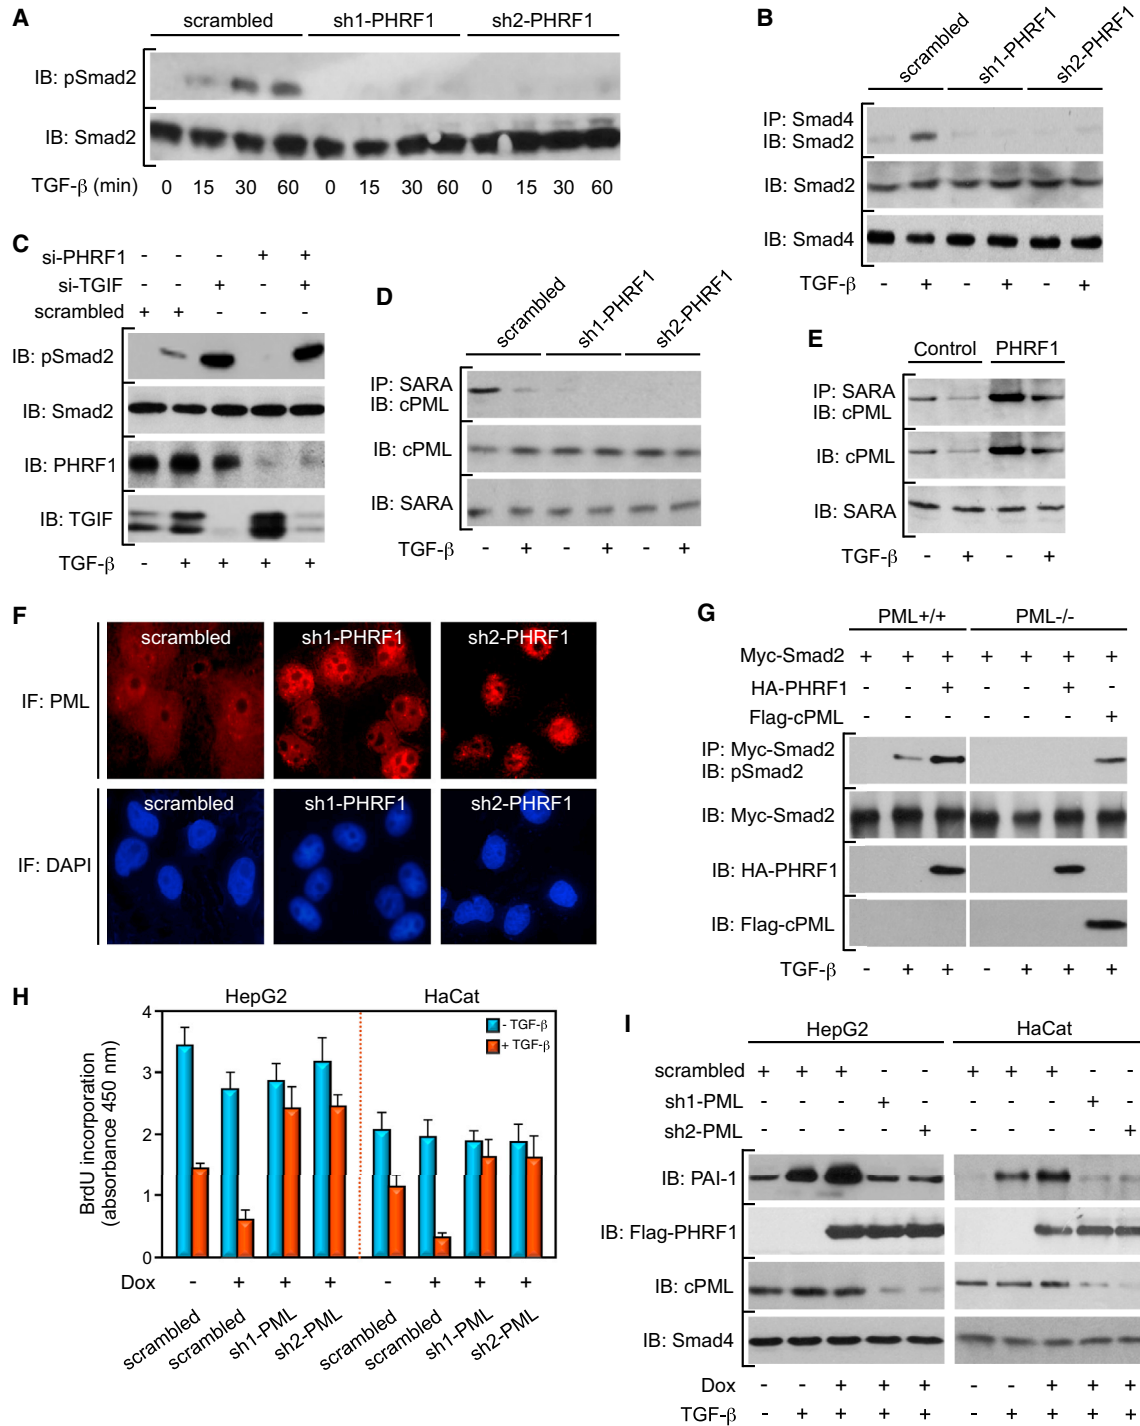 A
scrambled sh1-PHRF1 sh2-PHRF1
IB: pSmad2
IB: Smad2
TGF-β (min) 0 15 30 60 0 15 30 60 0 15 30 60
B
scrambled sh1-PHRF1 sh2-PHRF1
IP: Smad4
IB: Smad2
IB: Smad2
IB: Smad4
TGF-β - + - + - +
C
si-PHRF1 - - - + +
si-TGIF - - + - +
scrambled + + - - -
IB: pSmad2
IB: Smad2
IB: PHRF1
IB: TGIF
TGF-β - + + + +
D
scrambled sh1-PHRF1 sh2-PHRF1
IP: SARA
IB: cPML
IB: cPML
IB: SARA
TGF-β - + - + - +
E
Control PHRF1
IP: SARA
IB: cPML
IB: cPML
IB: SARA
TGF-β - + - +
F
IF: PML
scrambled sh1-PHRF1 sh2-PHRF1
IF: DAPI
scrambled sh1-PHRF1 sh2-PHRF1
G
PML+/+ PML-/-
Myc-Smad2 + + + + + + +
HA-PHRF1 - - + - - + -
Flag-cPML - - - - - - +
IP: Myc-Smad2
IB: pSmad2
IB: Myc-Smad2
IB: HA-PHRF1
IB: Flag-cPML
TGF-β - + + - + + +
H
HepG2 HaCat
- TGF-β
+ TGF-β
BrdU incorporation
(absorbance 450 nm)
4
3
2
1
0
Dox - + + + - + + +
scrambled scrambled sh1-PML sh2-PML scrambled scrambled sh1-PML sh2-PML
I
HepG2 HaCat
scrambled + + + - - + + + - -
sh1-PML - - - + - - - - + -
sh2-PML - - - - + - - - - +
IB: PAI-1
IB: Flag-PHRF1
IB: cPML
IB: Smad4
Dox - - + + + - - + + +
TGF-β - + + + + - + + + +